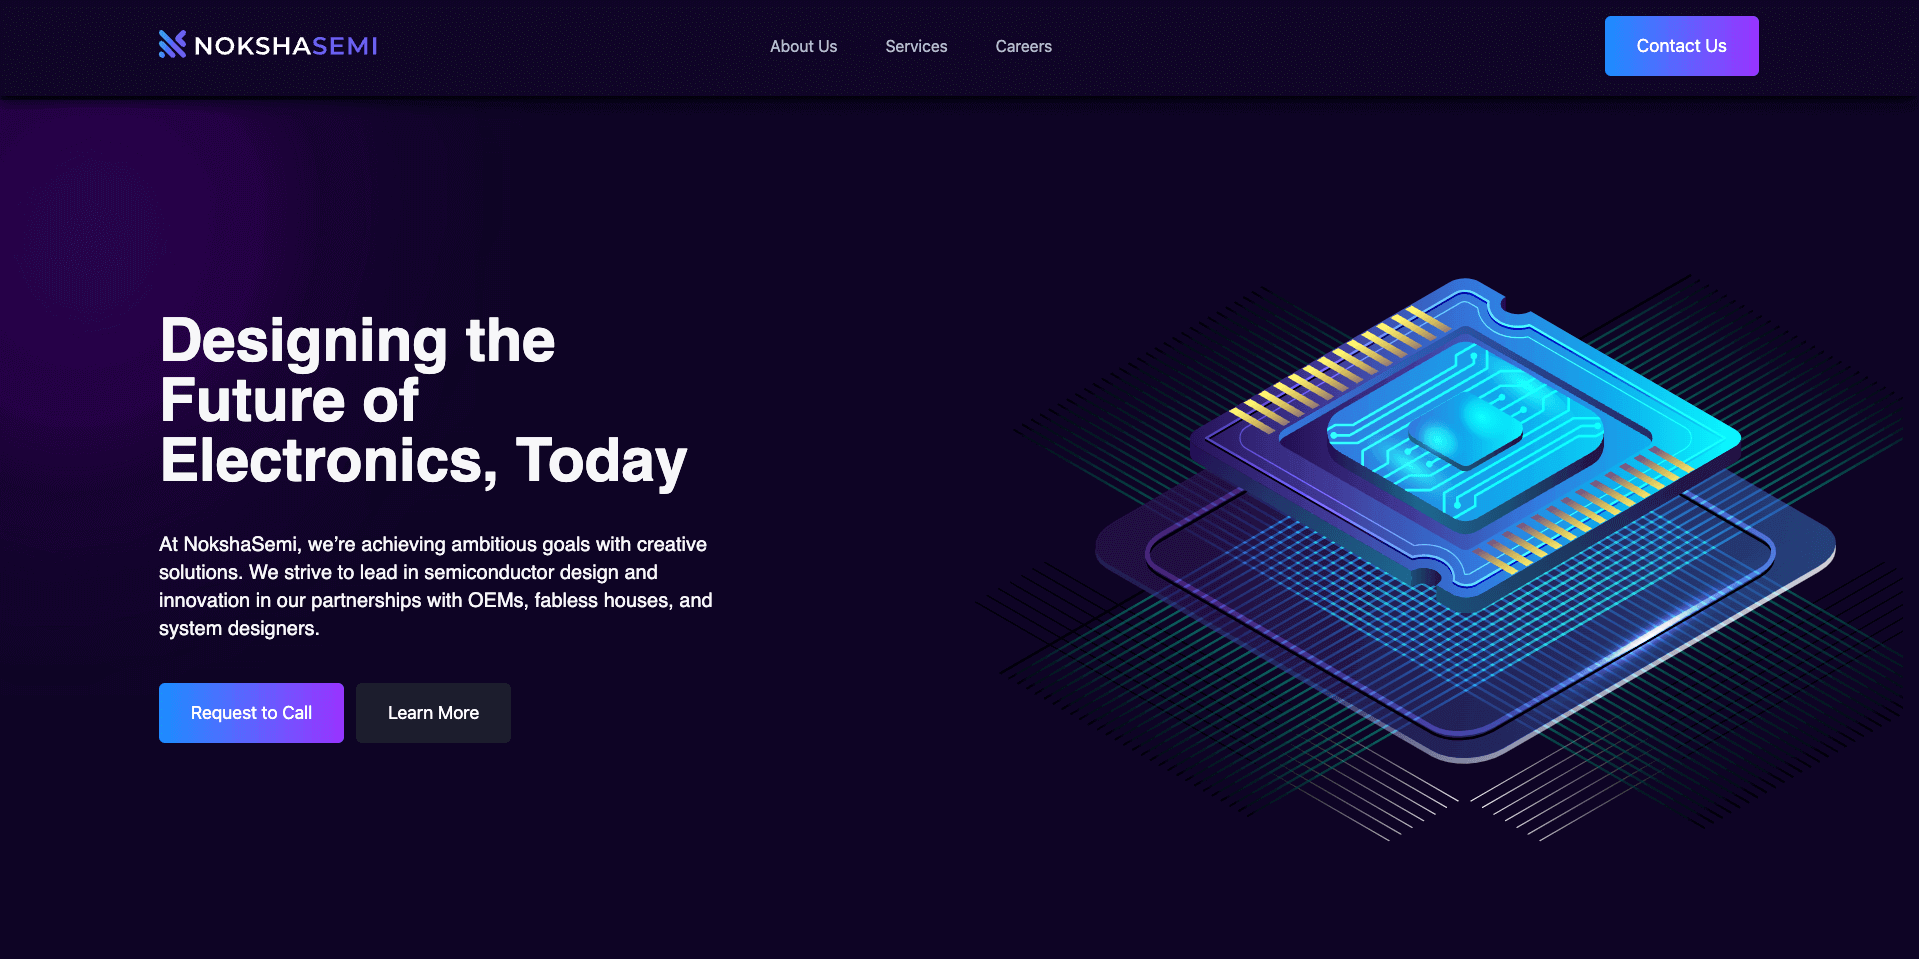 NOKSHASEMI
About Us
Services
Careers
Contact Us
Designing the
Future of
Electronics, Today
At NokshaSemi, we’re achieving ambitious goals with creative
solutions. We strive to lead in semiconductor design and
innovation in our partnerships with OEMs, fabless houses, and
system designers.
Request to Call
Learn More